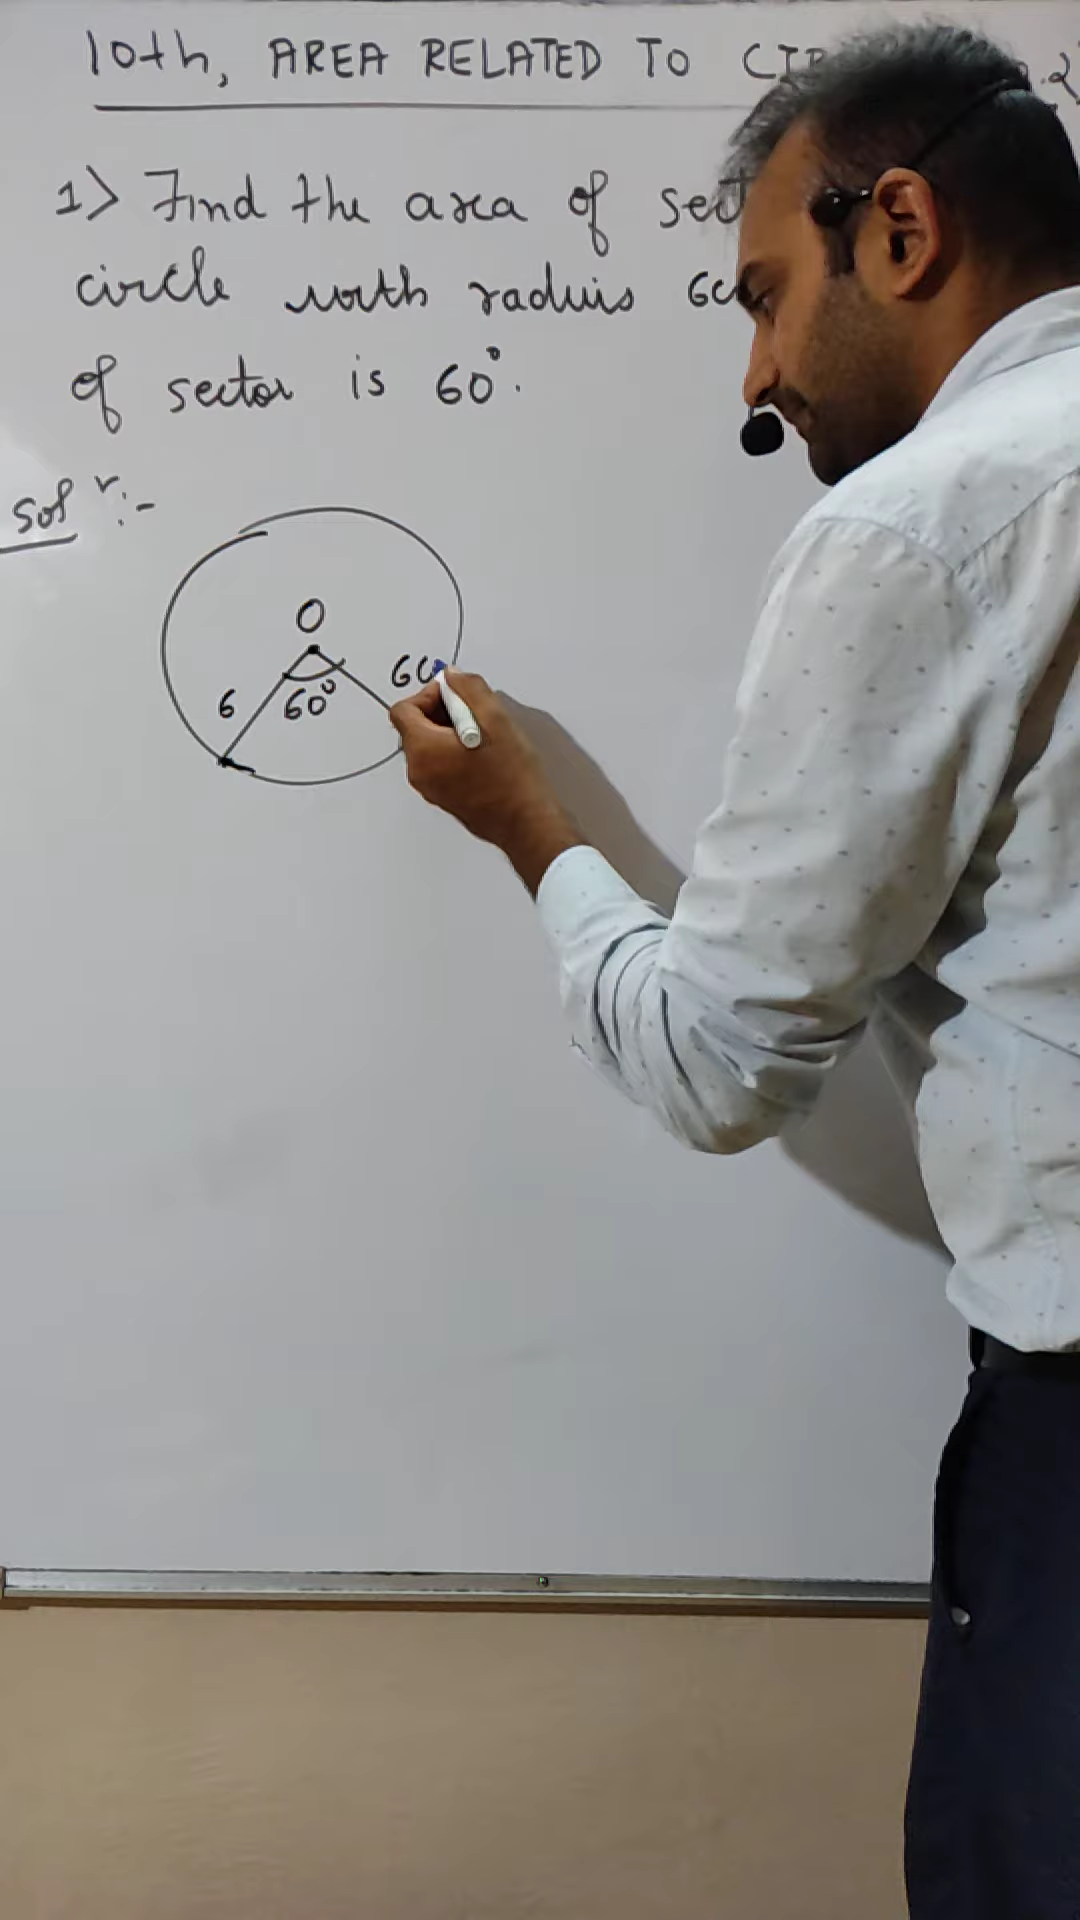 10th, AREA RELATED TO
1> Find the area of
circle with radius
of sector is 60°.
sol
O
6
60°